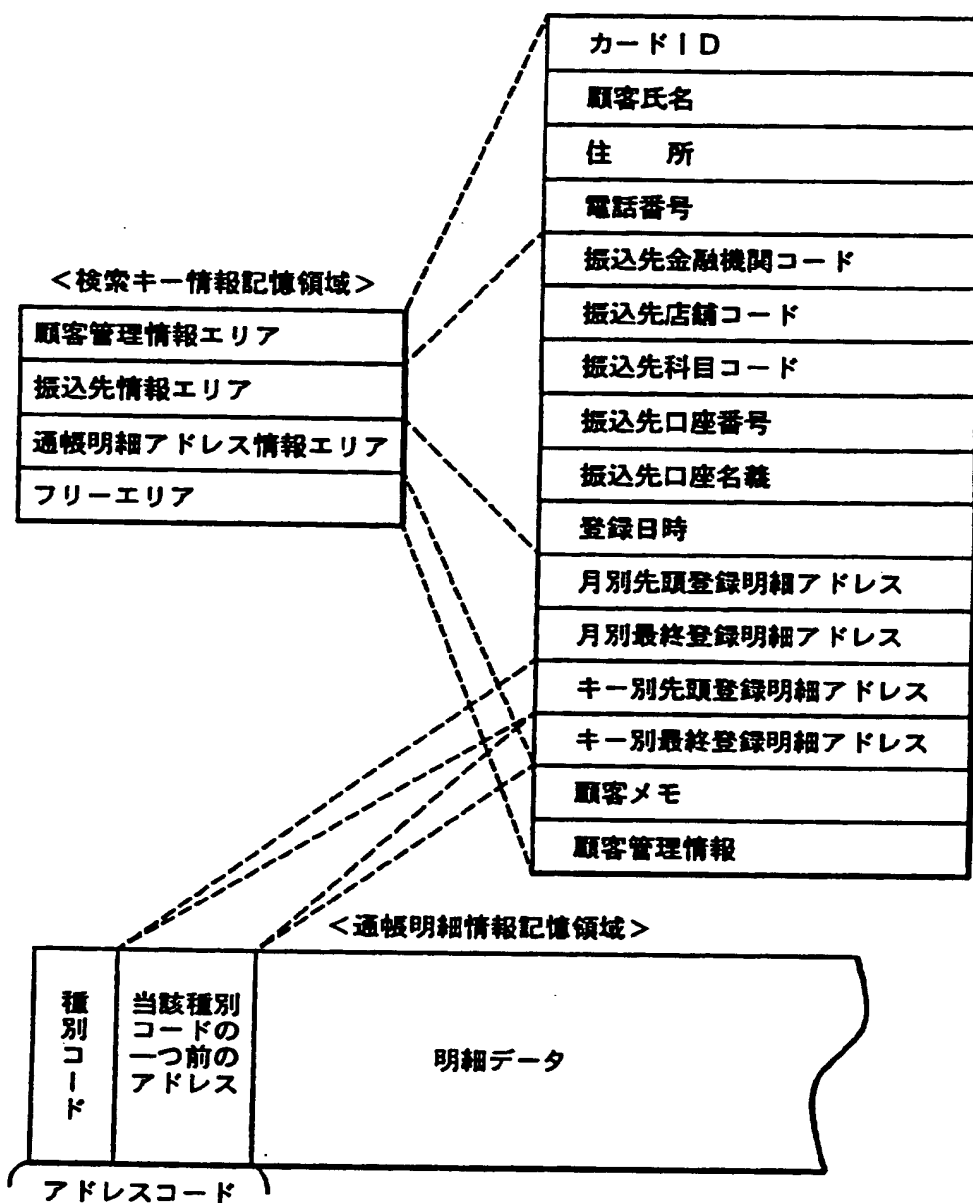 カードID
顧客氏名
住　　所
電話番号
振込先金融機関コード
振込先店舗コード
振込先科目コード
振込先口座番号
振込先口座名義
登録日時
月別先頭登録明細アドレス
月別最終登録明細アドレス
キー別先頭登録明細アドレス
キー別最終登録明細アドレス
顧客メモ
顧客管理情報
＜検索キー情報記憶領域＞
顧客管理情報エリア
振込先情報エリア
通帳明細アドレス情報エリア
フリーエリア
＜通帳明細情報記憶領域＞
種別コード
当該種別
コードの
一つ前の
アドレス
明細データ
アドレスコード